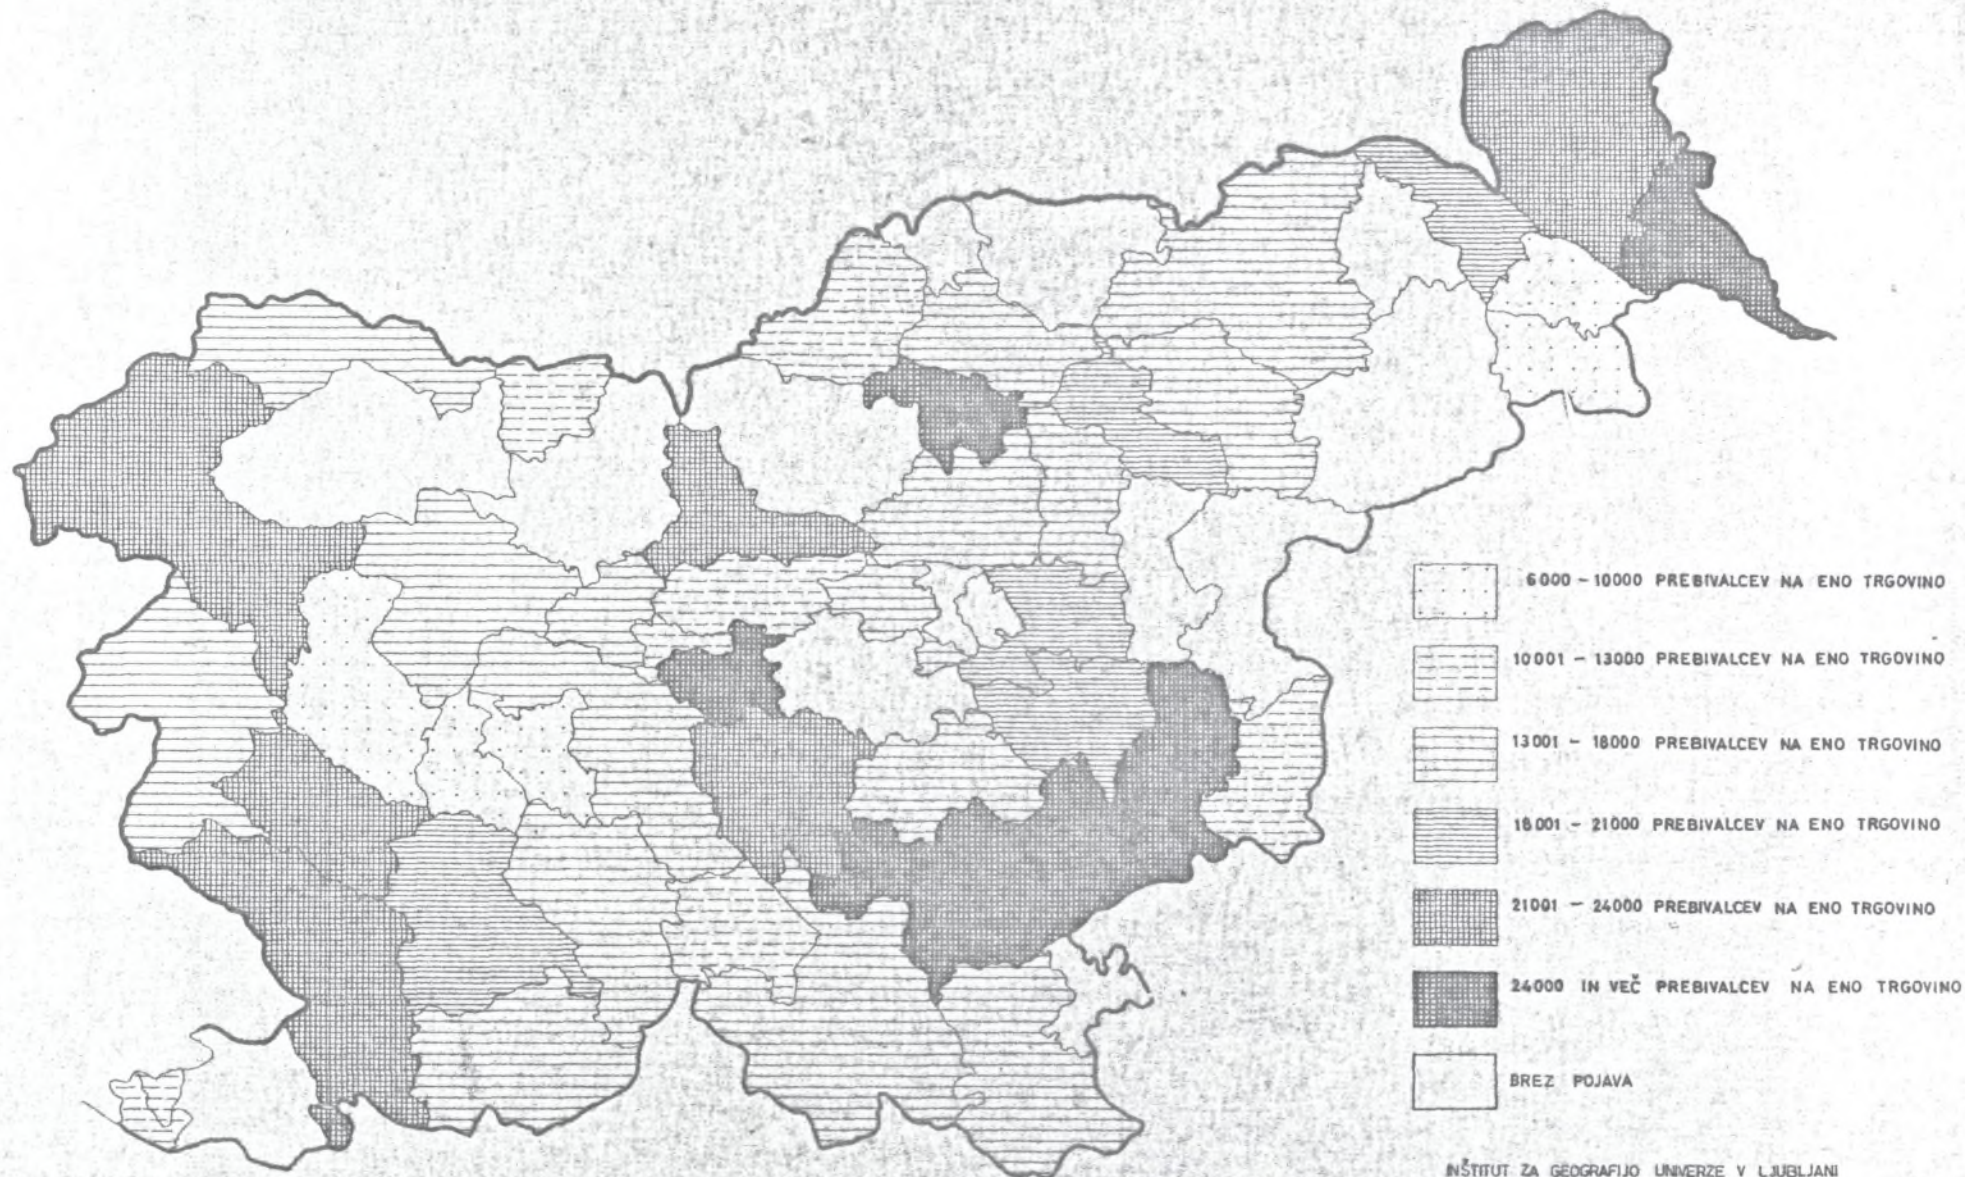 6000 – 10000 PREBIVALCEV NA ENO TRGOVINO
10001 – 13000 PREBIVALCEV NA ENO TRGOVINO
13001 – 18000 PREBIVALCEV NA ENO TRGOVINO
18001 – 21000 PREBIVALCEV NA ENO TRGOVINO
21001 – 24000 PREBIVALCEV NA ENO TRGOVINO
24000 IN VEČ PREBIVALCEV NA ENO TRGOVINO
BREZ POJAVA
INŠTITUT ZA GEOGRAFIJO UNIVERZE V LJUBLJANI